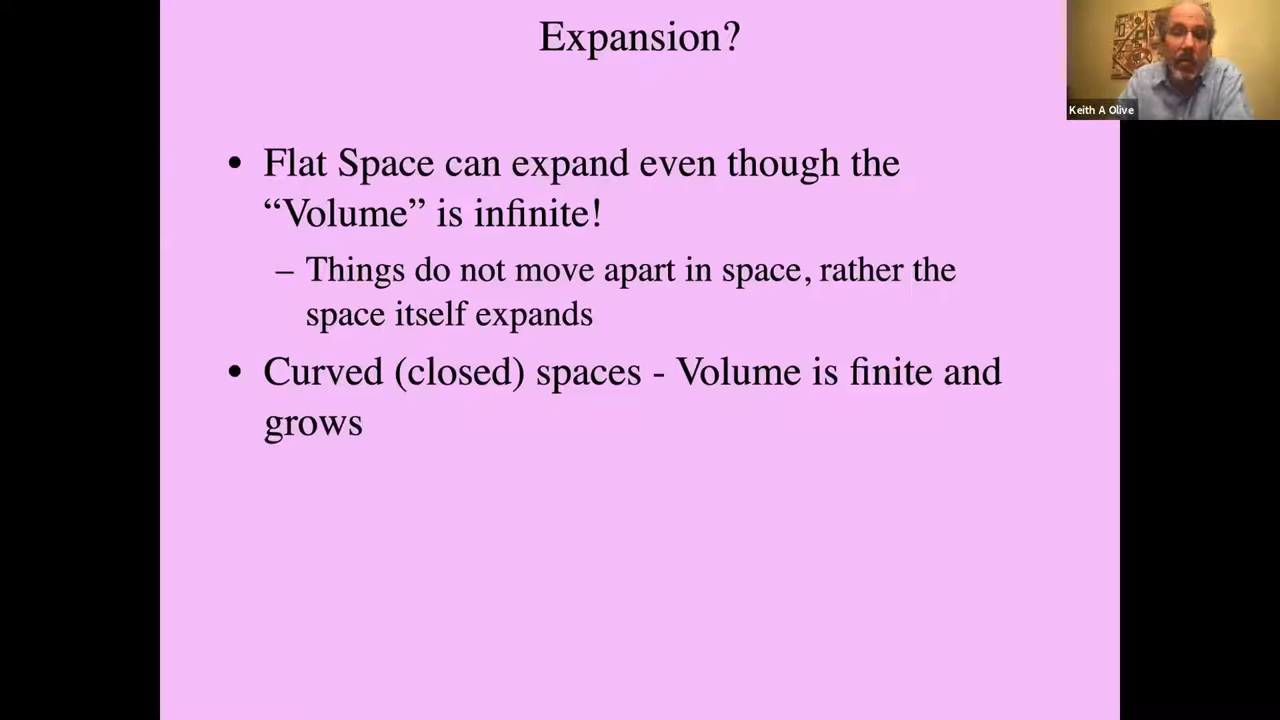 Expansion?
Keith A Olive
• Flat Space can expand even though the
“Volume” is infinite!
– Things do not move apart in space, rather the
space itself expands
• Curved (closed) spaces - Volume is finite and
grows